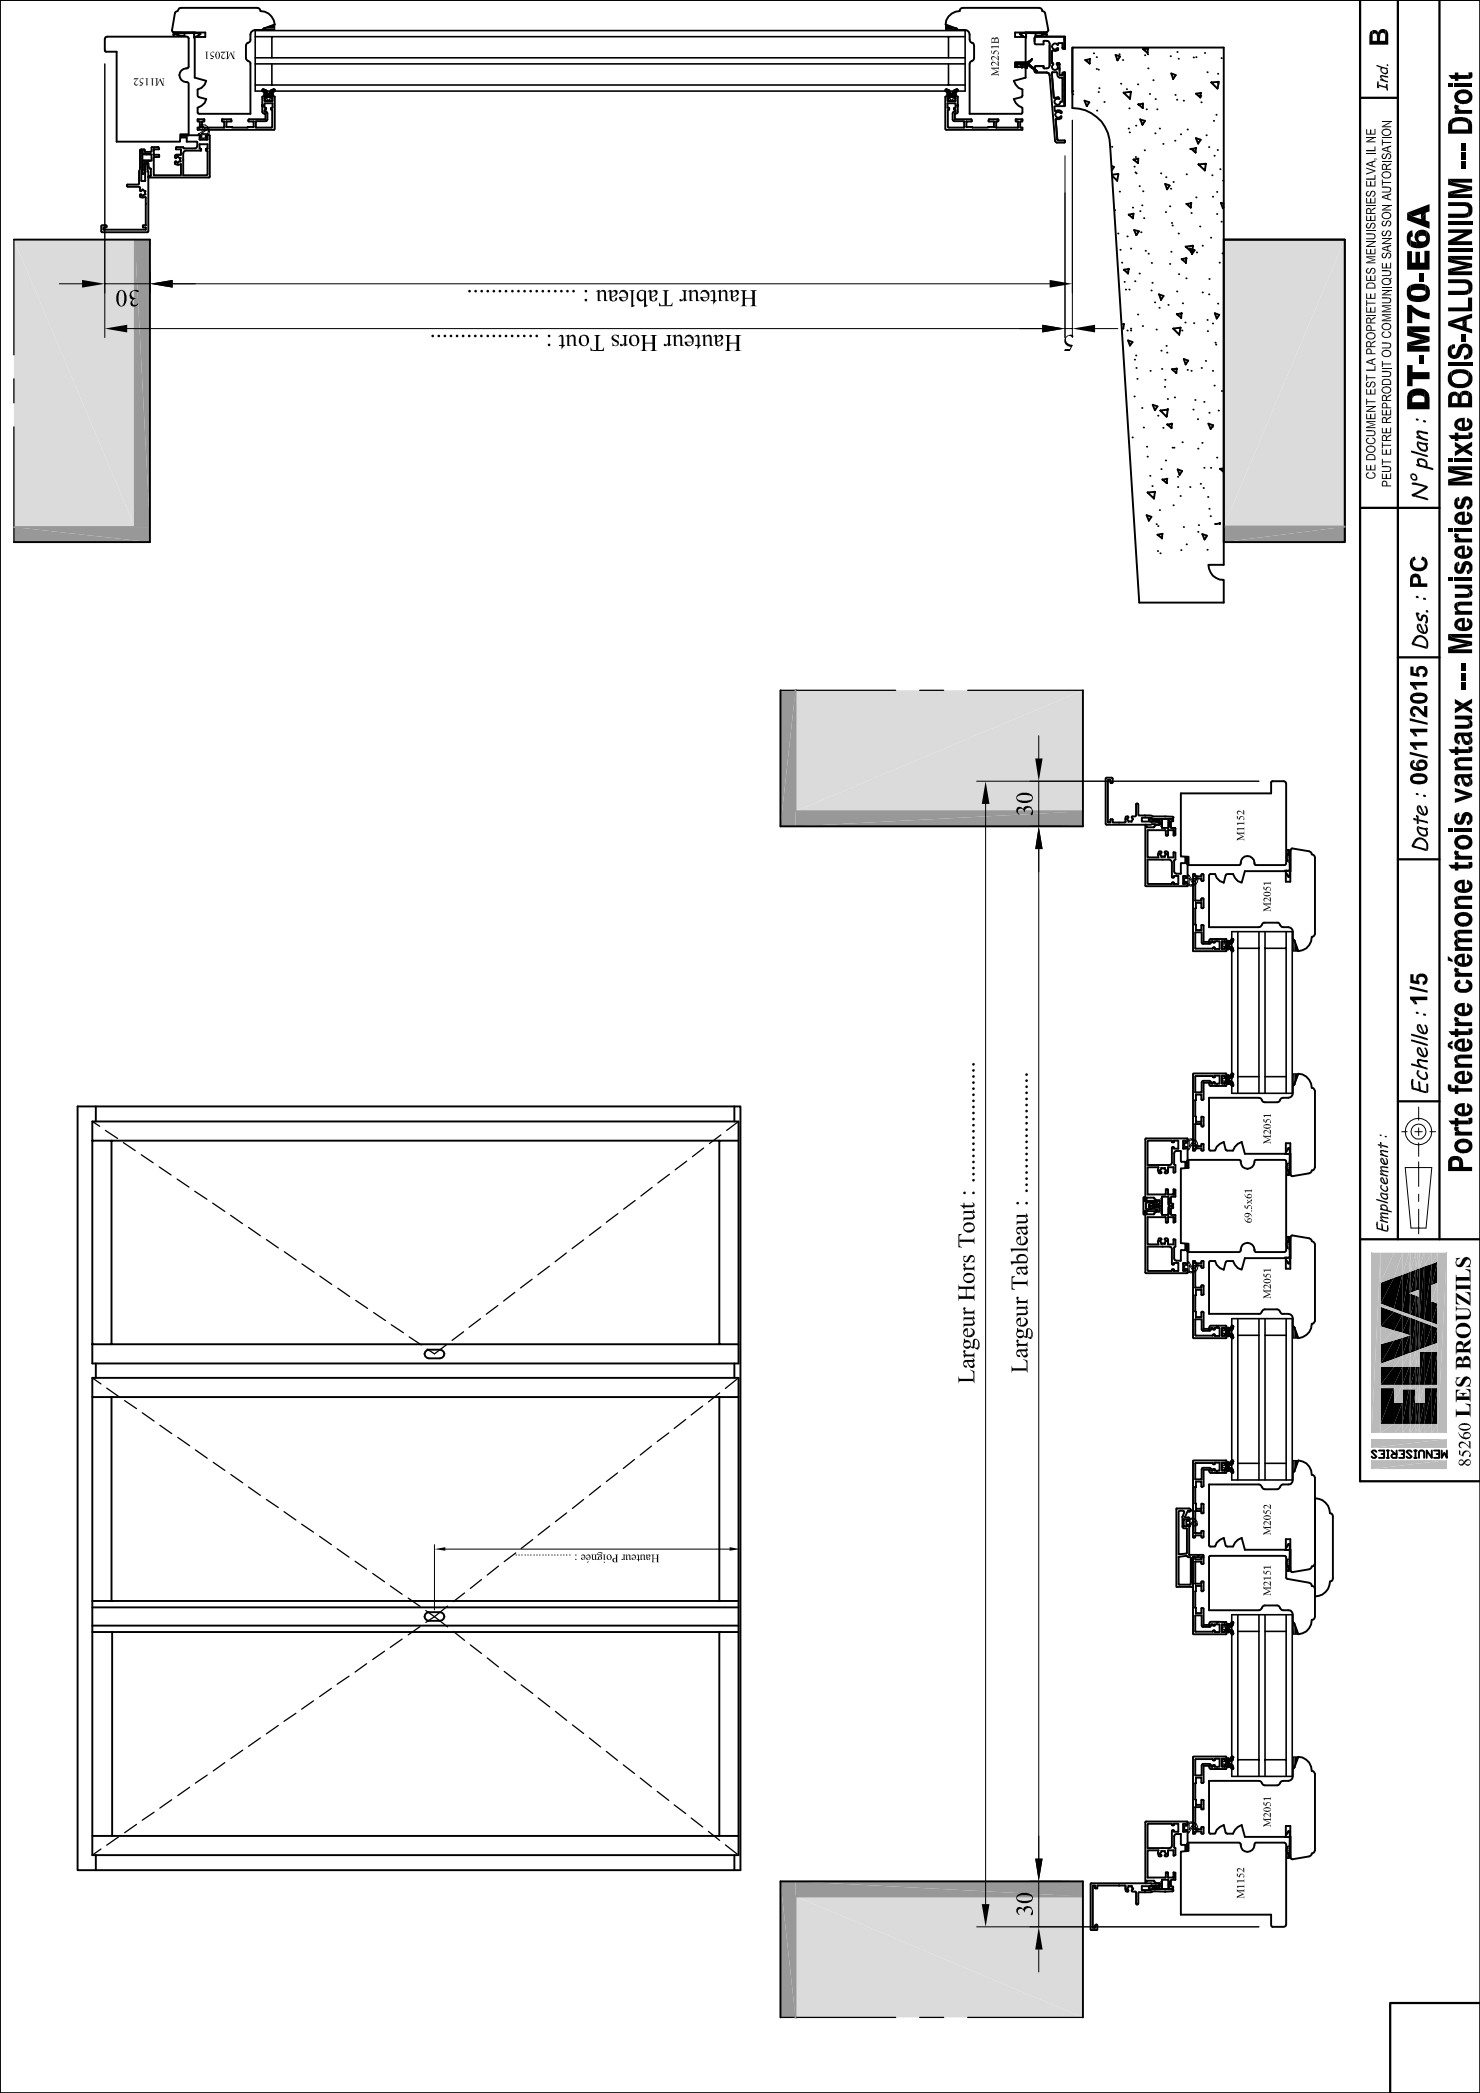 M1152
M2051
M2251B
30
Hauteur Tableau : ..................
Hauteur Hors Tout : ..................
5
Hauteur Poignée : ..................
Largeur Hors Tout : ....................
Largeur Tableau : ....................
30
30
M1152
M2051
M2151
M2052
M2051
69.5x61
M2051
M2051
M1152
MENUISERIES
ELVA
85260 LES BROUZILS
Emplacement :
CE DOCUMENT EST LA PROPRIETE DES MENUISERIES ELVA, IL NE
PEUT ETRE REPRODUIT OU COMMUNIQUE SANS SON AUTORISATION
Ind. B
Echelle : 1/5
Date : 06/11/2015
Des. : PC
N° plan : DT-M70-E6A
Porte fenêtre crémone trois vantaux --- Menuiseries Mixte BOIS-ALUMINIUM --- Droit